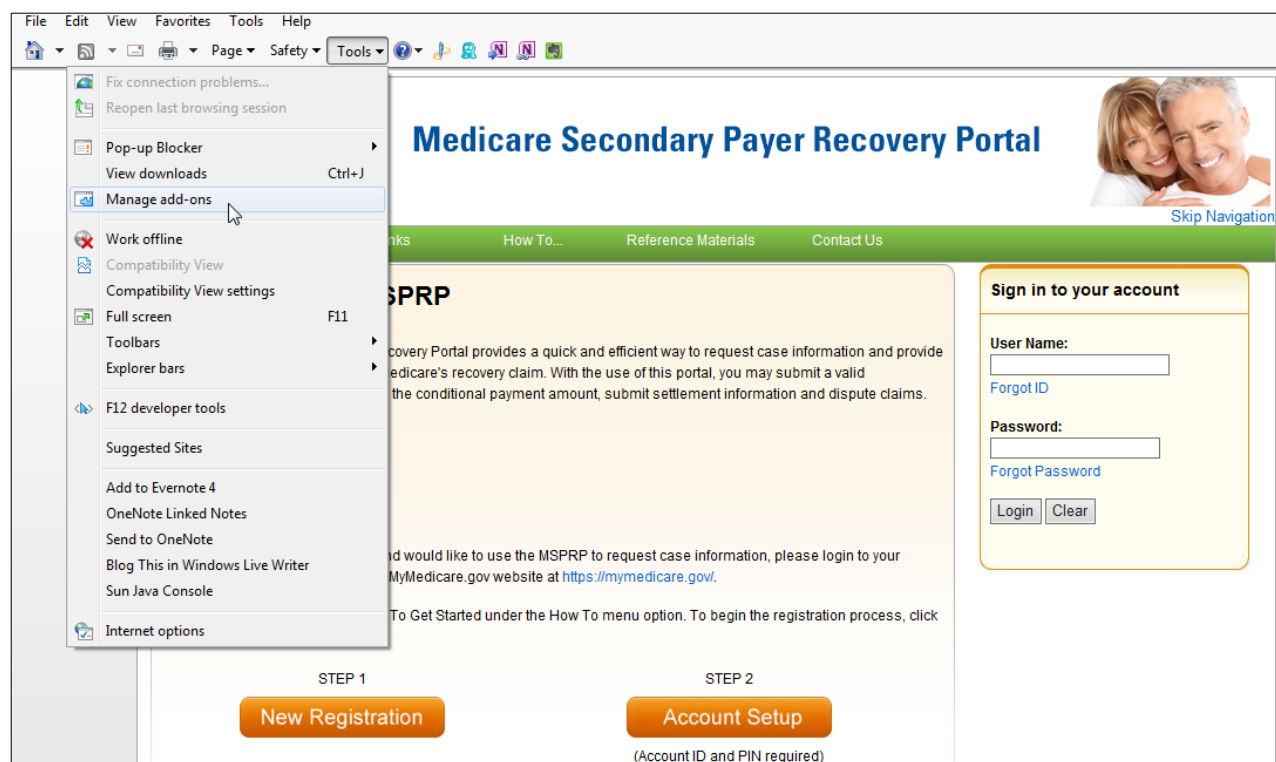 File Edit View Favorites Tools Help
Page Safety Tools
Fix connection problems...
Reopen last browsing session
Pop-up Blocker
View downloads Ctrl+J
Manage add-ons
Work offline
Compatibility View
Compatibility View settings
Full screen F11
Toolbars
Explorer bars
F12 developer tools
Suggested Sites
Add to Evernote 4
OneNote Linked Notes
Send to OneNote
Blog This in Windows Live Writer
Sun Java Console
Internet options
Medicare Secondary Payer Recovery Portal
Skip Navigation
How To... Reference Materials Contact Us
SPRP
covery Portal provides a quick and efficient way to request case information and provide
edicare's recovery claim. With the use of this portal, you may submit a valid
the conditional payment amount, submit settlement information and dispute claims.
nd would like to use the MSPRP to request case information, please login to your
MyMedicare.gov website at https://mymedicare.gov/.
To Get Started under the How To menu option. To begin the registration process, click
STEP 1 STEP 2
New Registration Account Setup
(Account ID and PIN required)
Sign in to your account
User Name:
Forgot ID
Password:
Forgot Password
Login Clear